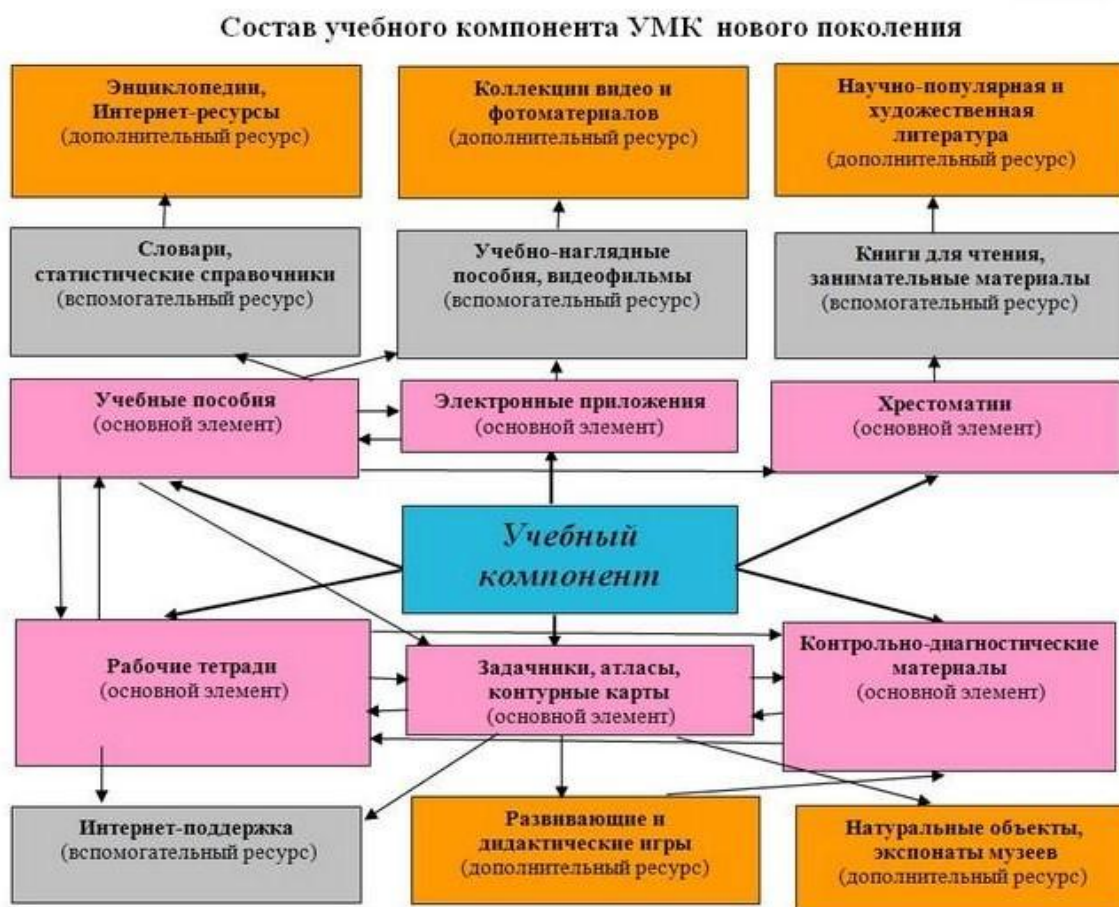 Состав учебного компонента УМК нового поколения
Энциклопедии,
Интернет-ресурсы
(дополнительный ресурс)
Коллекции видео и
фотоматериалов
(дополнительный ресурс)
Научно-популярная и
художественная
литература
(дополнительный ресурс)
Словари,
статистические справочники
(вспомогательный ресурс)
Учебно-наглядные
пособия, видеофильмы
(вспомогательный ресурс)
Книги для чтения,
занимательные материалы
(вспомогательный ресурс)
Учебные пособия
(основной элемент)
Электронные приложения
(основной элемент)
Хрестоматии
(основной элемент)
Учебный
компонент
Рабочие тетради
(основной элемент)
Задачники, атласы,
контурные карты
(основной элемент)
Контрольно-диагностические
материалы
(основной элемент)
Интернет-поддержка
(вспомогательный ресурс)
Развивающие и
дидактические игры
(дополнительный ресурс)
Натуральные объекты,
экспонаты музеев
(дополнительный ресурс)